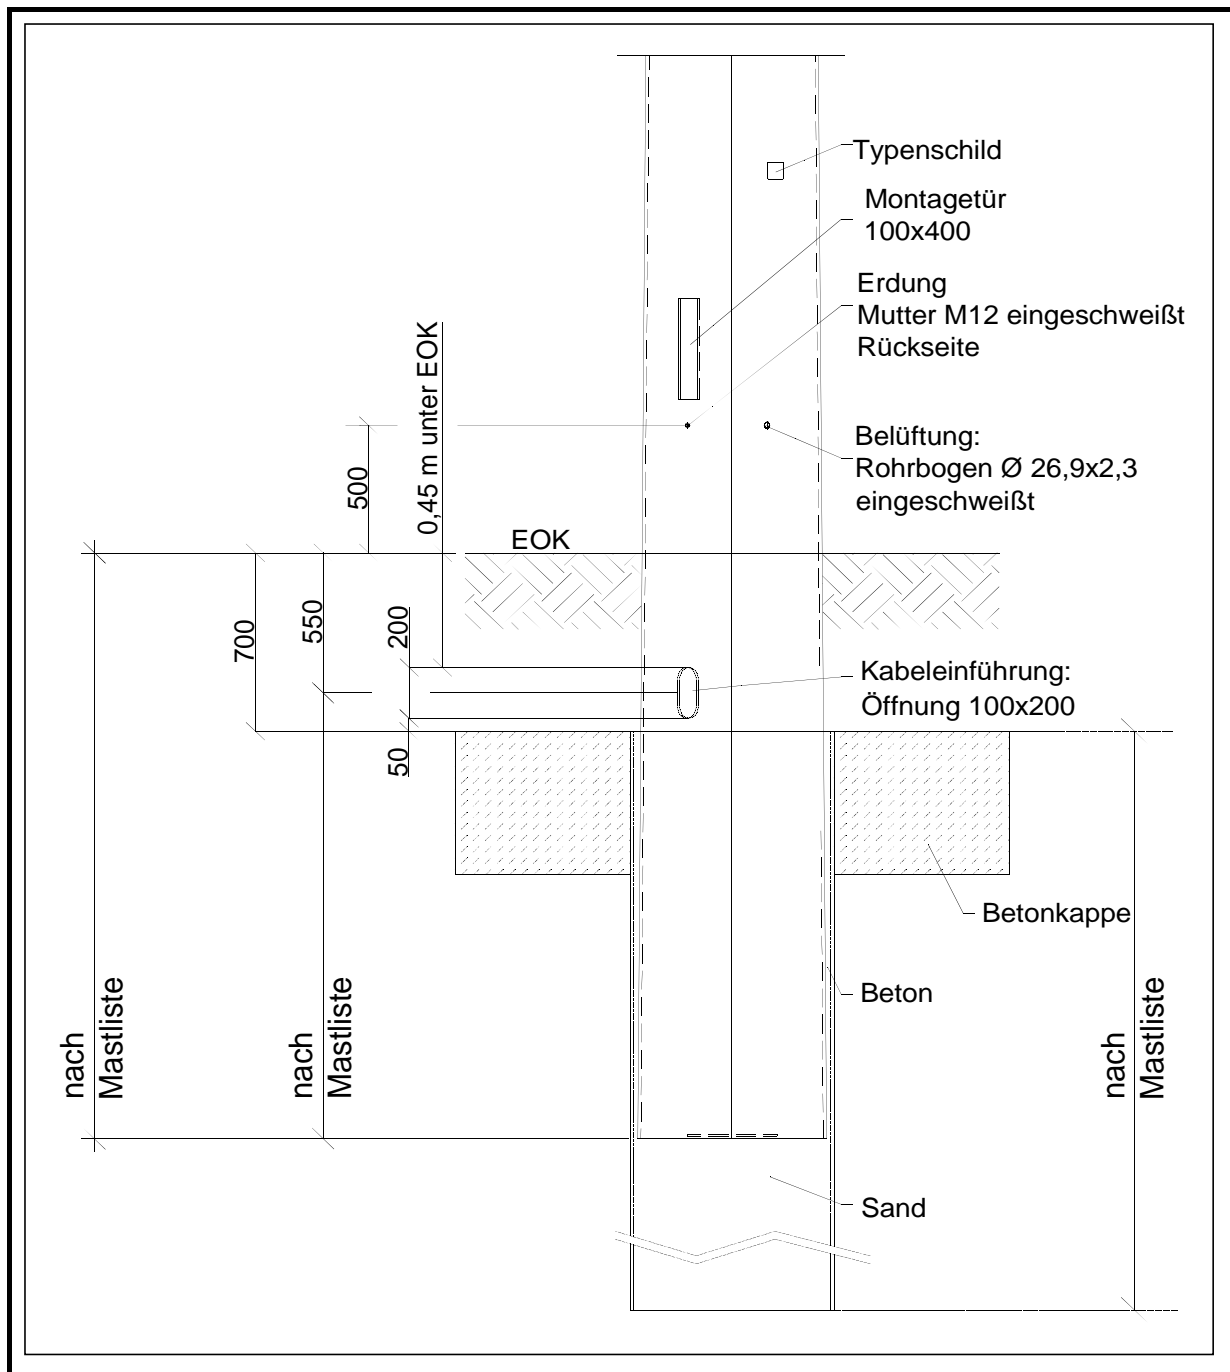 Typenschild
Montagetür
100x400
Erdung
Mutter M12 eingeschweißt
Rückseite
0,45 m unter EOK
500
Belüftung:
Rohrbogen Ø 26,9x2,3
eingeschweißt
EOK
700
550
200
Kabeleinführung:
Öffnung 100x200
50
Betonkappe
nach
Mastliste
nach
Mastliste
Beton
nach
Mastliste
Sand